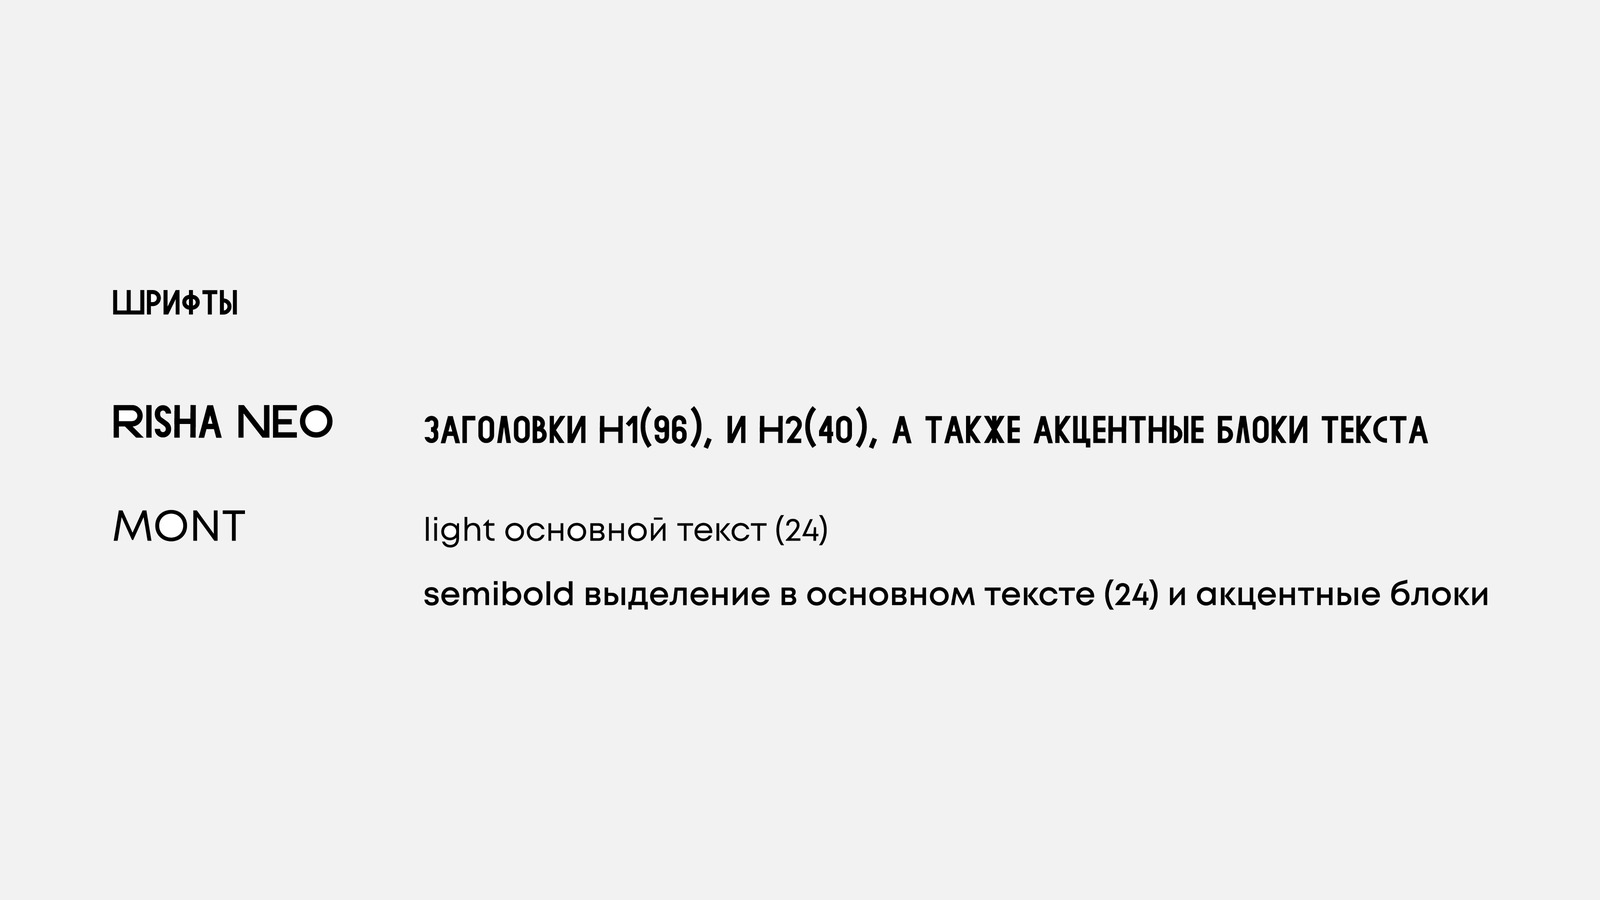 ШРИФТЫ
RISHA NEO
ЗАГОЛОВКИ H1(96), И H2(40), А ТАКЖЕ АКЦЕНТНЫЕ БЛОКИ ТЕКСТА
MONT
light основной текст (24)
semibold выделение в основном тексте (24) и акцентные блоки